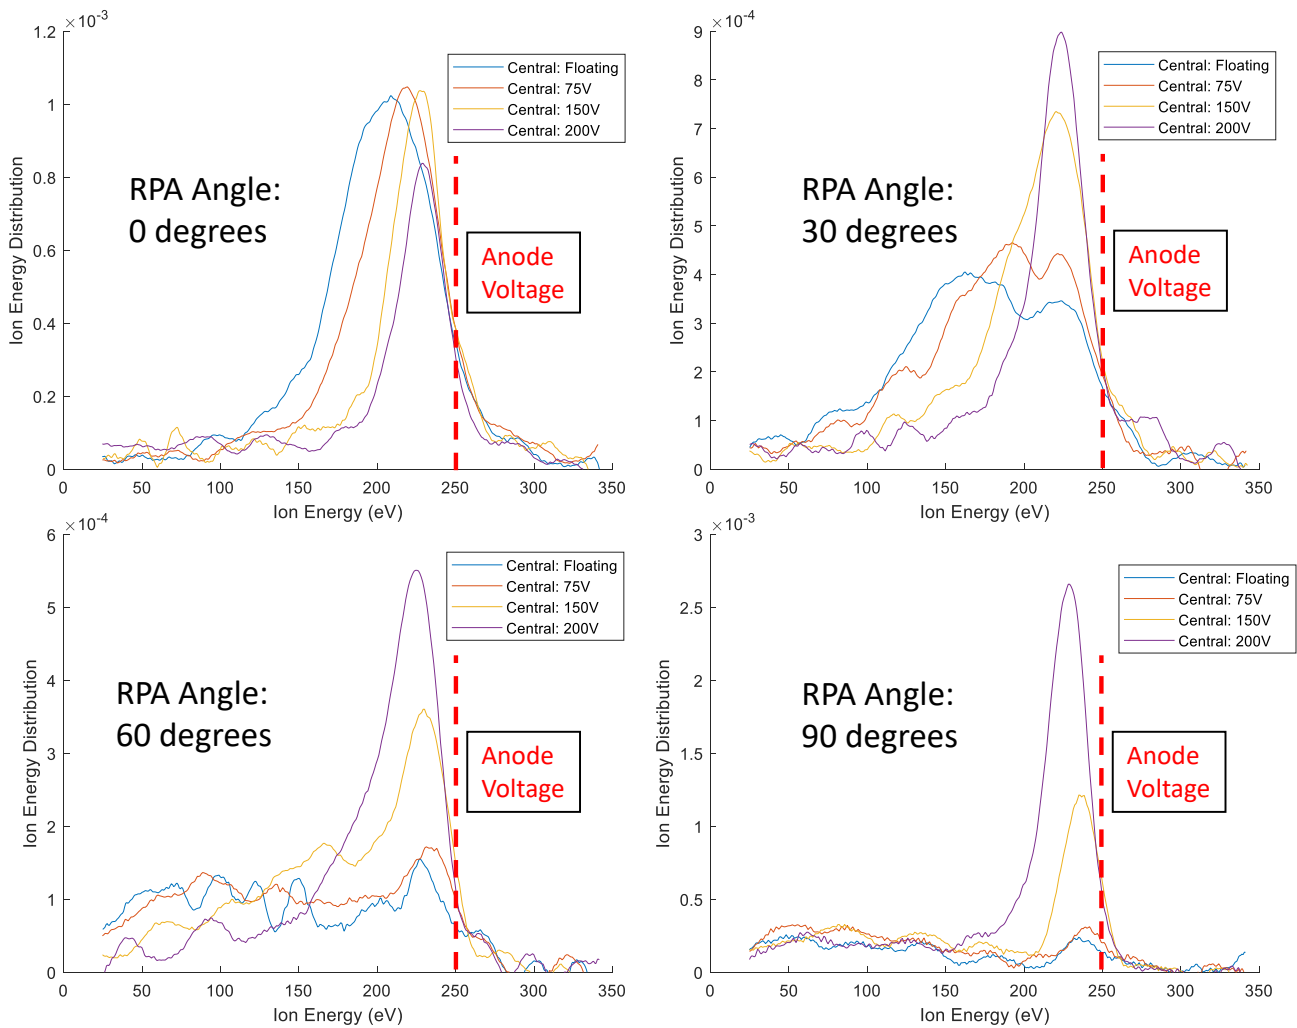 ×10⁻³
1.2
1
0.8
0.6
0.4
0.2
0
Ion Energy Distribution
Central: Floating
Central: 75V
Central: 150V
Central: 200V
RPA Angle:
0 degrees
Anode
Voltage
0 50 100 150 200 250 300 350
Ion Energy (eV)
×10⁻⁴
9
8
7
6
5
4
3
2
1
0
Ion Energy Distribution
Central: Floating
Central: 75V
Central: 150V
Central: 200V
RPA Angle:
30 degrees
Anode
Voltage
0 50 100 150 200 250 300 350
Ion Energy (eV)
×10⁻⁴
6
5
4
3
2
1
0
Ion Energy Distribution
Central: Floating
Central: 75V
Central: 150V
Central: 200V
RPA Angle:
60 degrees
Anode
Voltage
0 50 100 150 200 250 300 350
Ion Energy (eV)
×10⁻³
3
2.5
2
1.5
1
0.5
0
Ion Energy Distribution
Central: Floating
Central: 75V
Central: 150V
Central: 200V
RPA Angle:
90 degrees
Anode
Voltage
0 50 100 150 200 250 300 350
Ion Energy (eV)